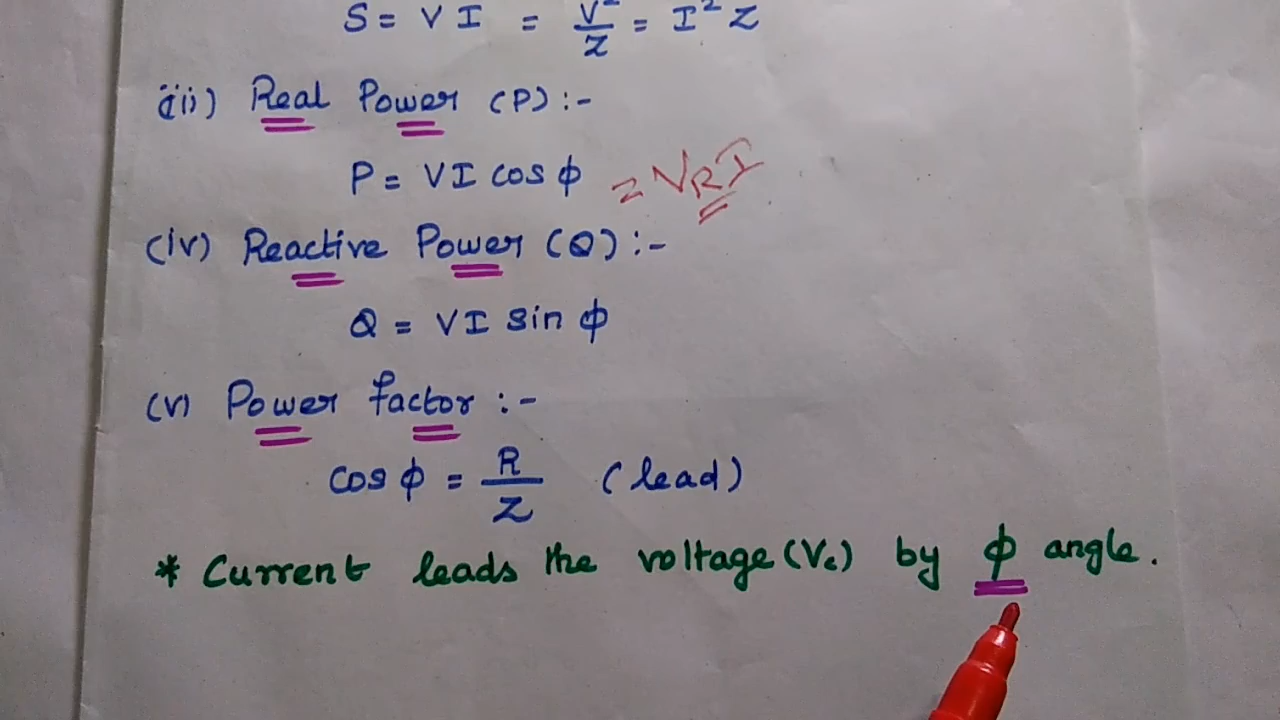 S = VI = V²/Z = I²Z
(iii) Real Power (P) :-
P = VI cos ϕ = VRI
(iv) Reactive Power (Q) :-
Q = VI sin ϕ
(v) Power factor :-
cos ϕ = R/Z (lead)
* Current leads the voltage (Vc) by ϕ angle.